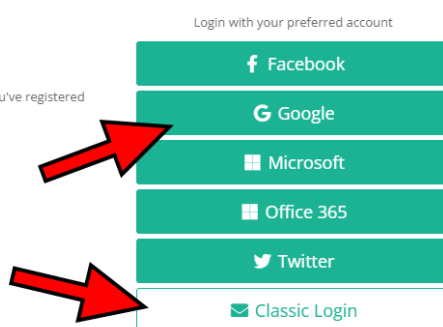 Login with your preferred account
Facebook
u've registered
Google
Microsoft
Office 365
Twitter
Classic Login